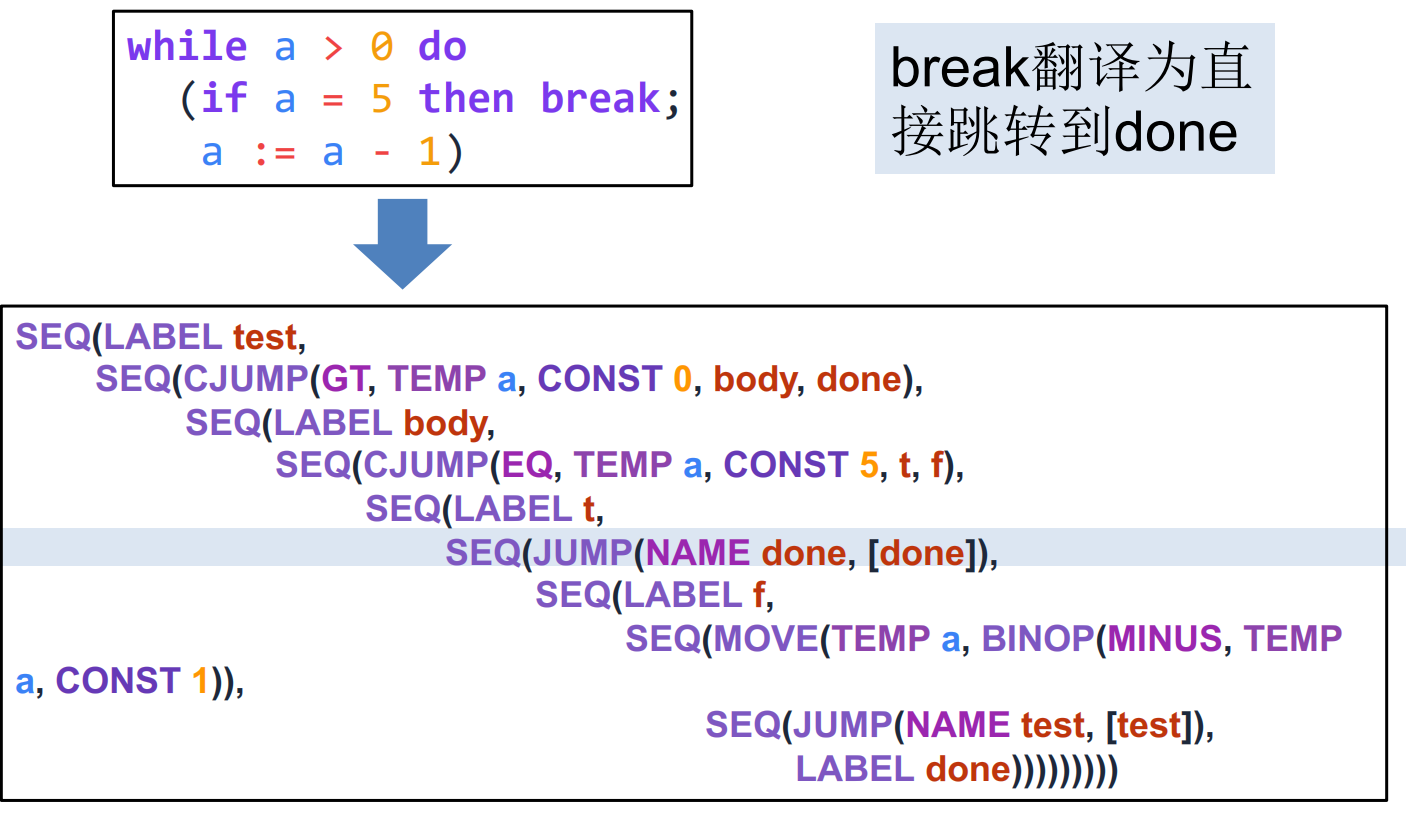 while a > 0 do
(if a = 5 then break;
a := a - 1)
break翻译为直
接跳转到done
SEQ(LABEL test,
SEQ(CJUMP(GT, TEMP a, CONST 0, body, done),
SEQ(LABEL body,
SEQ(CJUMP(EQ, TEMP a, CONST 5, t, f),
SEQ(LABEL t,
SEQ(JUMP(NAME done, [done]),
SEQ(LABEL f,
SEQ(MOVE(TEMP a, BINOP(MINUS, TEMP
a, CONST 1)),
SEQ(JUMP(NAME test, [test]),
LABEL done)))))))))